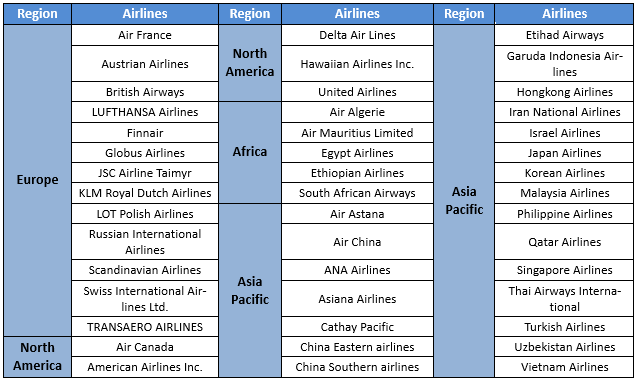 Region Airlines Region Airlines Region Airlines
Europe
Air France
Austrian Airlines
British Airways
LUFTHANSA Airlines
Finnair
Globus Airlines
JSC Airline Taimyr
KLM Royal Dutch Airlines
LOT Polish Airlines
Russian International
Airlines
Scandinavian Airlines
Swiss International Air-
lines Ltd.
TRANSAERO AIRLINES
North
America
Air Canada
American Airlines Inc.
North
America
Delta Air Lines
Hawaiian Airlines Inc.
United Airlines
Africa
Air Algerie
Air Mauritius Limited
Egypt Airlines
Ethiopian Airlines
South African Airways
Asia
Pacific
Air Astana
Air China
ANA Airlines
Asiana Airlines
Cathay Pacific
China Eastern airlines
China Southern airlines
Asia
Pacific
Etihad Airways
Garuda Indonesia Air-
lines
Hongkong Airlines
Iran National Airlines
Israel Airlines
Japan Airlines
Korean Airlines
Malaysia Airlines
Philippine Airlines
Qatar Airlines
Singapore Airlines
Thai Airways Interna-
tional
Turkish Airlines
Uzbekistan Airlines
Vietnam Airlines